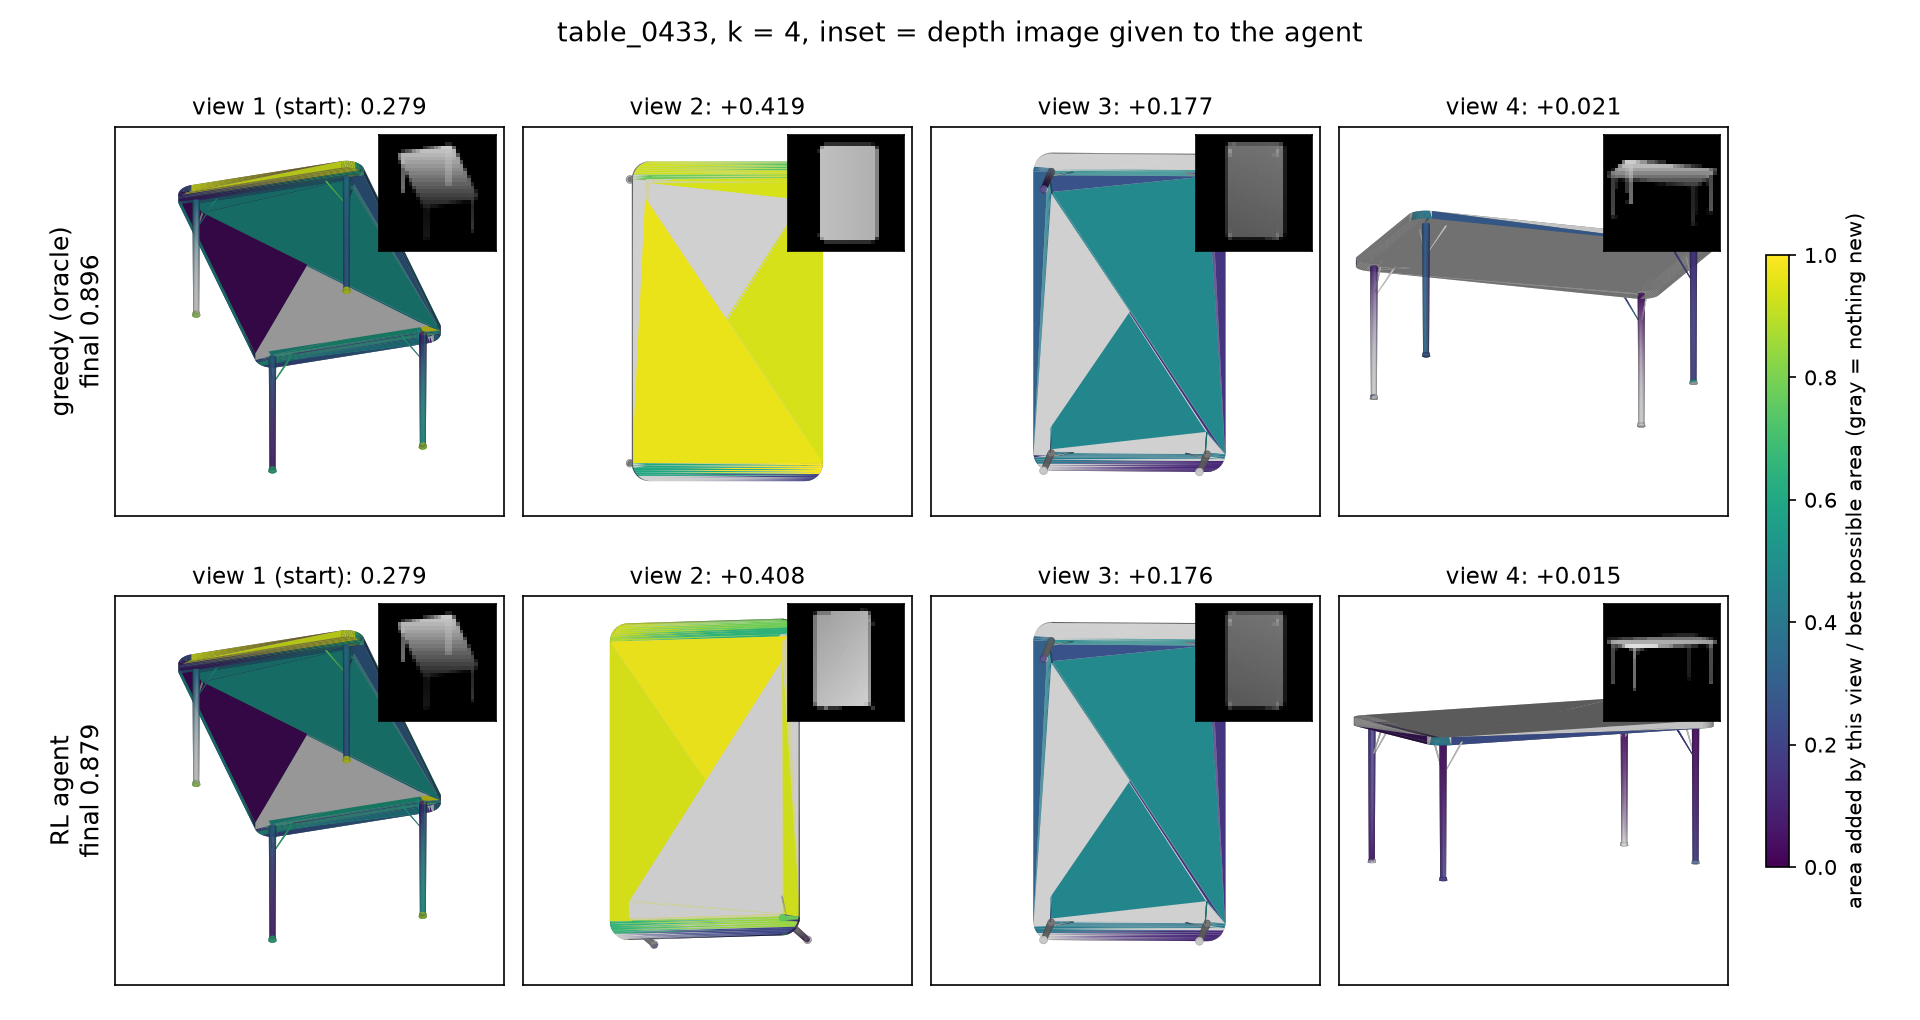 table_0433, k = 4, inset = depth image given to the agent
view 1 (start): 0.279
view 2: +0.419
view 3: +0.177
view 4: +0.021
greedy (oracle)
final 0.896
view 1 (start): 0.279
view 2: +0.408
view 3: +0.176
view 4: +0.015
RL agent
final 0.879
1.0
0.8
0.6
0.4
0.2
0.0
area added by this view / best possible area (gray = nothing new)